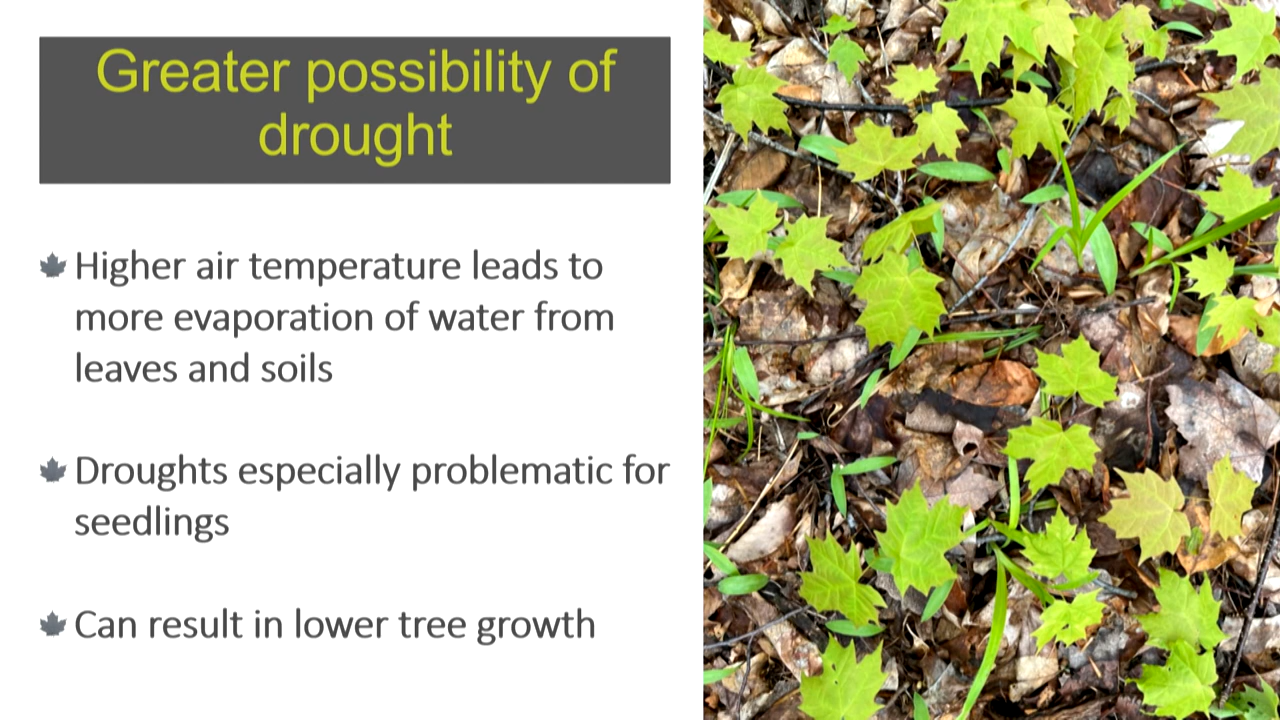 Greater possibility of
drought
Higher air temperature leads to
more evaporation of water from
leaves and soils
Droughts especially problematic for
seedlings
Can result in lower tree growth